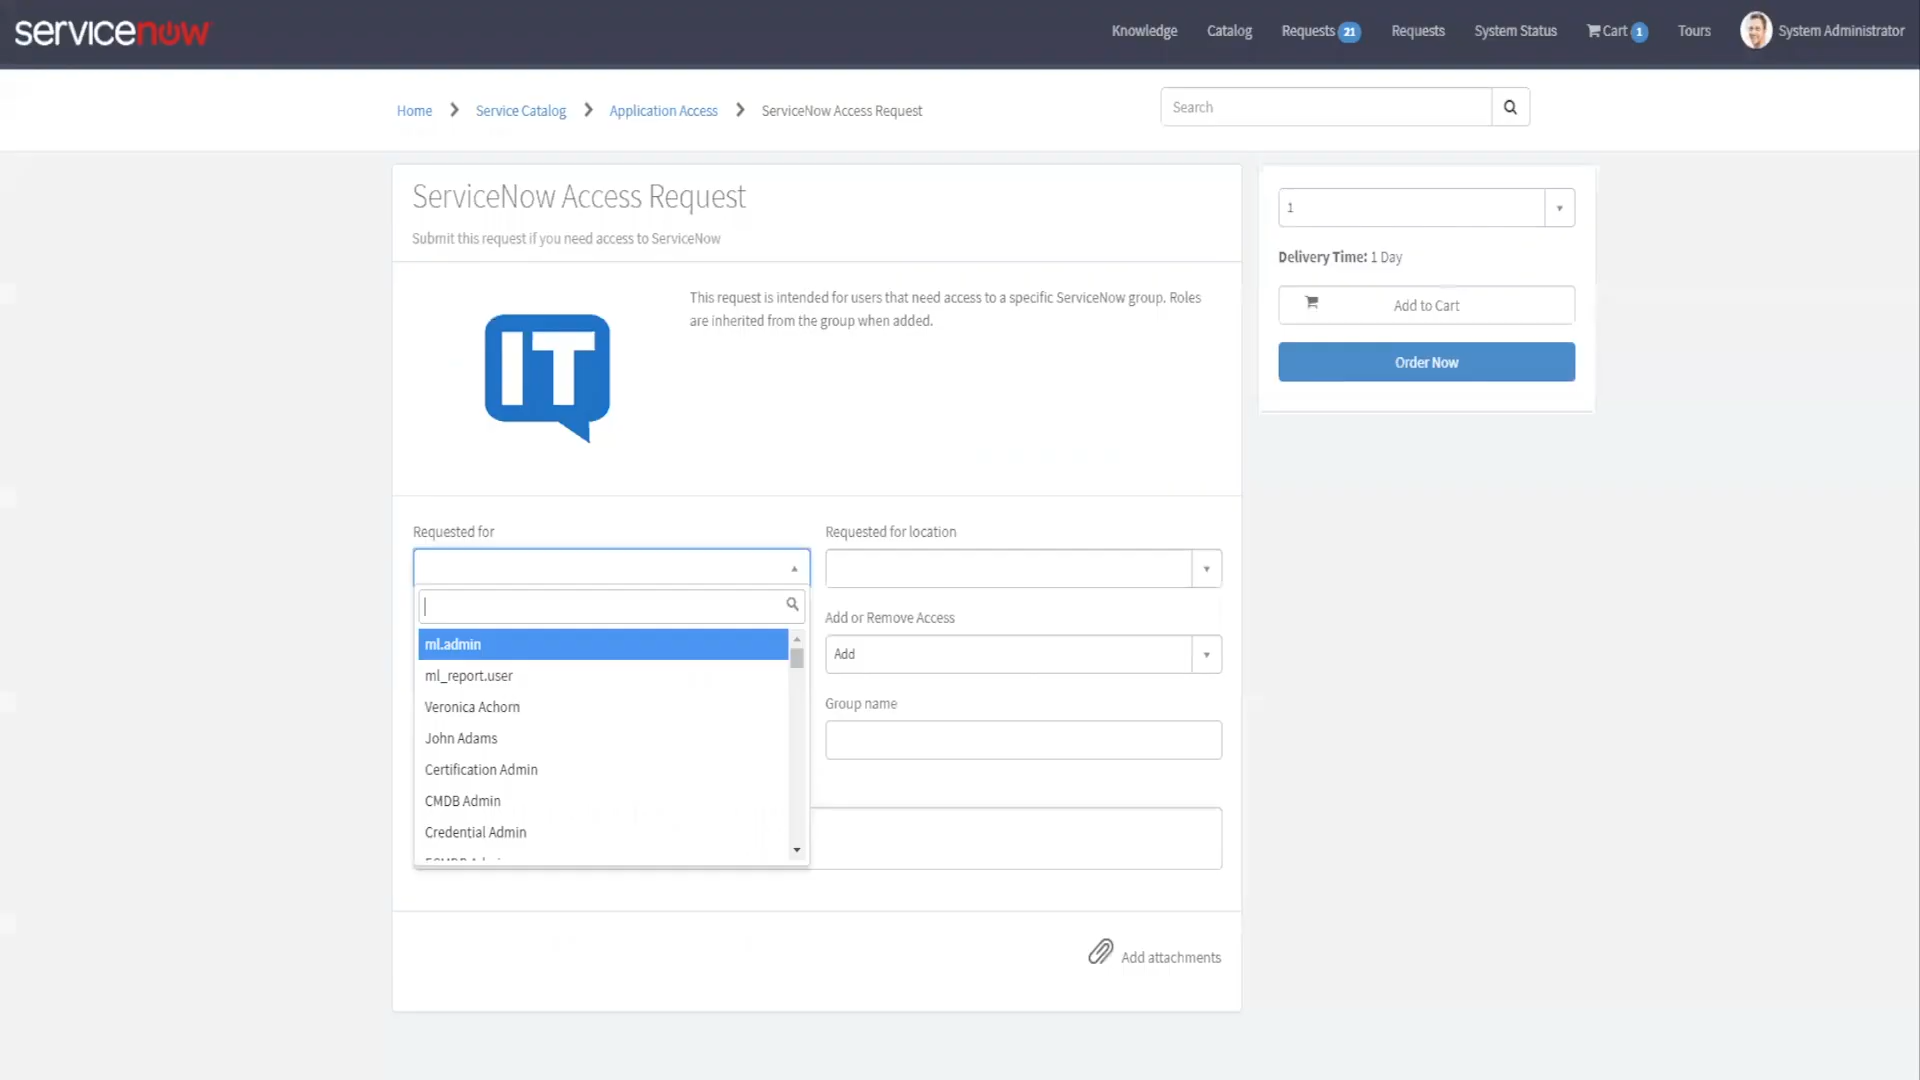 servicenow
Knowledge
Catalog
Requests 21
Requests
System Status
Cart 1
Tours
System Administrator
Home
Service Catalog
Application Access
ServiceNow Access Request
Search
ServiceNow Access Request
Submit this request if you need access to ServiceNow
IT
This request is intended for users that need access to a specific ServiceNow group. Roles
are inherited from the group when added.
1
Delivery Time: 1 Day
Add to Cart
Order Now
Requested for
ml.admin
ml_report.user
Veronica Achorn
John Adams
Certification Admin
CMDB Admin
Credential Admin
Requested for location
Add or Remove Access
Add
Group name
Add attachments